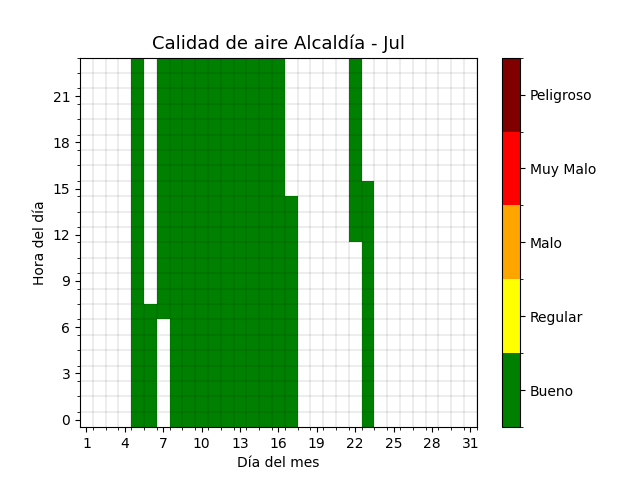 Calidad de aire Alcaldía - Jul
Hora del día
21
18
15
12
9
6
3
0
1 4 7 10 13 16 19 22 25 28 31
Día del mes
Peligroso
Muy Malo
Malo
Regular
Bueno